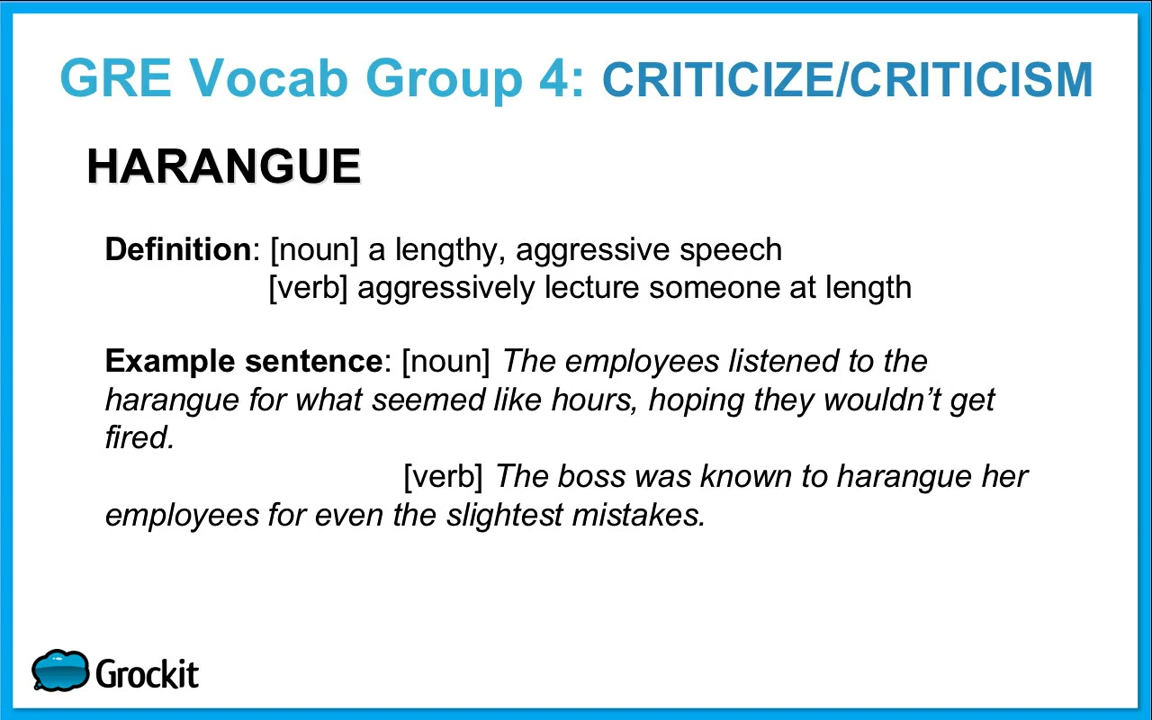 GRE Vocab Group 4: CRITICIZE/CRITICISM
HARANGUE
Definition: [noun] a lengthy, aggressive speech
[verb] aggressively lecture someone at length
Example sentence: [noun] The employees listened to the
harangue for what seemed like hours, hoping they wouldn’t get
fired.
[verb] The boss was known to harangue her
employees for even the slightest mistakes.
Grockit